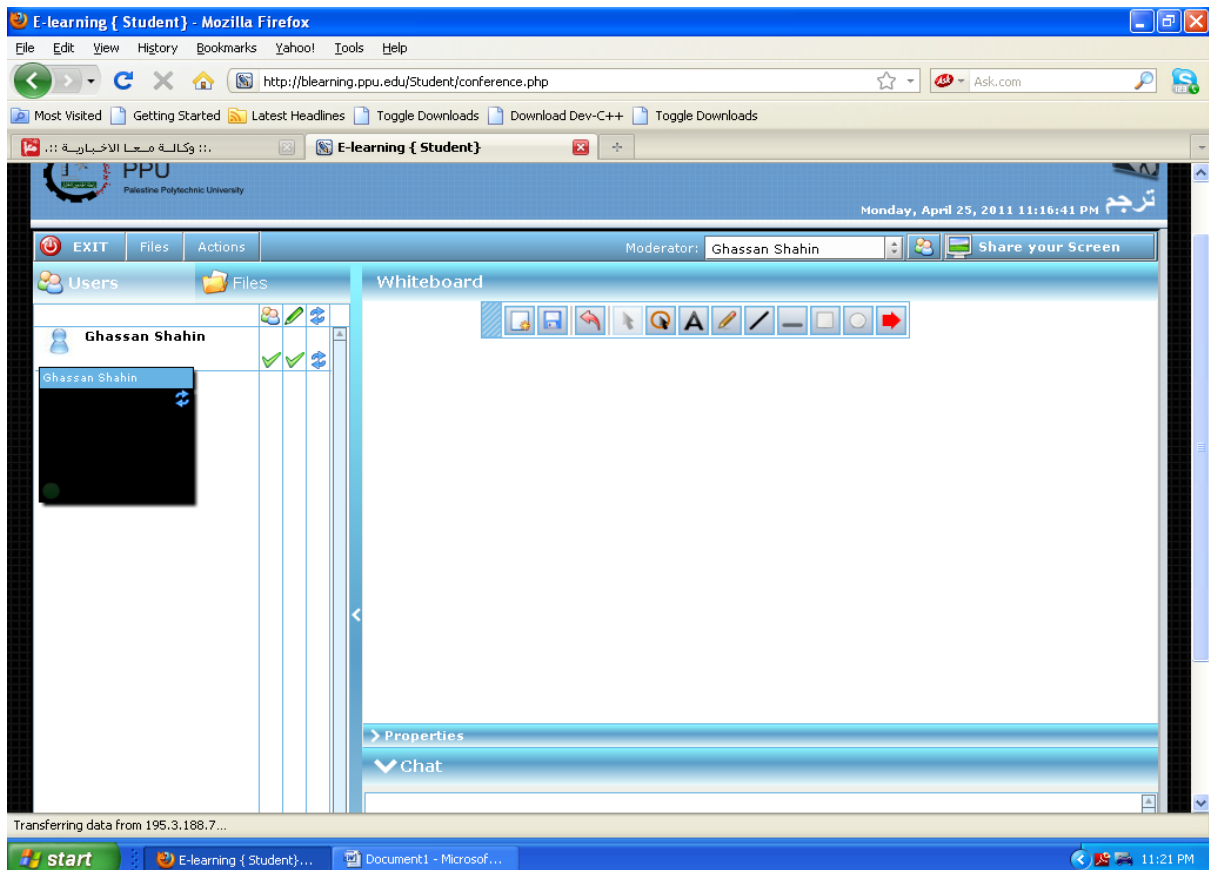 E-learning { Student} - Mozilla Firefox
File Edit View History Bookmarks Yahoo! Tools Help
http://blearning.ppu.edu/Student/conference.php
Ask.com
Most Visited Getting Started Latest Headlines Toggle Downloads Download Dev-C++ Toggle Downloads
.:: وكـالــة مــعــا الاخـبـاريــة ::.
E-learning { Student}
PPU
Palestine Polytechnic University
Monday, April 25, 2011 11:16:41 PM
ترجم
EXIT Files Actions
Moderator: Ghassan Shahin
Share your Screen
Users Files
Whiteboard
A
Ghassan Shahin
Ghassan Shahin
Properties
Chat
Transferring data from 195.3.188.7...
start
E-learning { Student}...
Document1 - Microsof...
11:21 PM